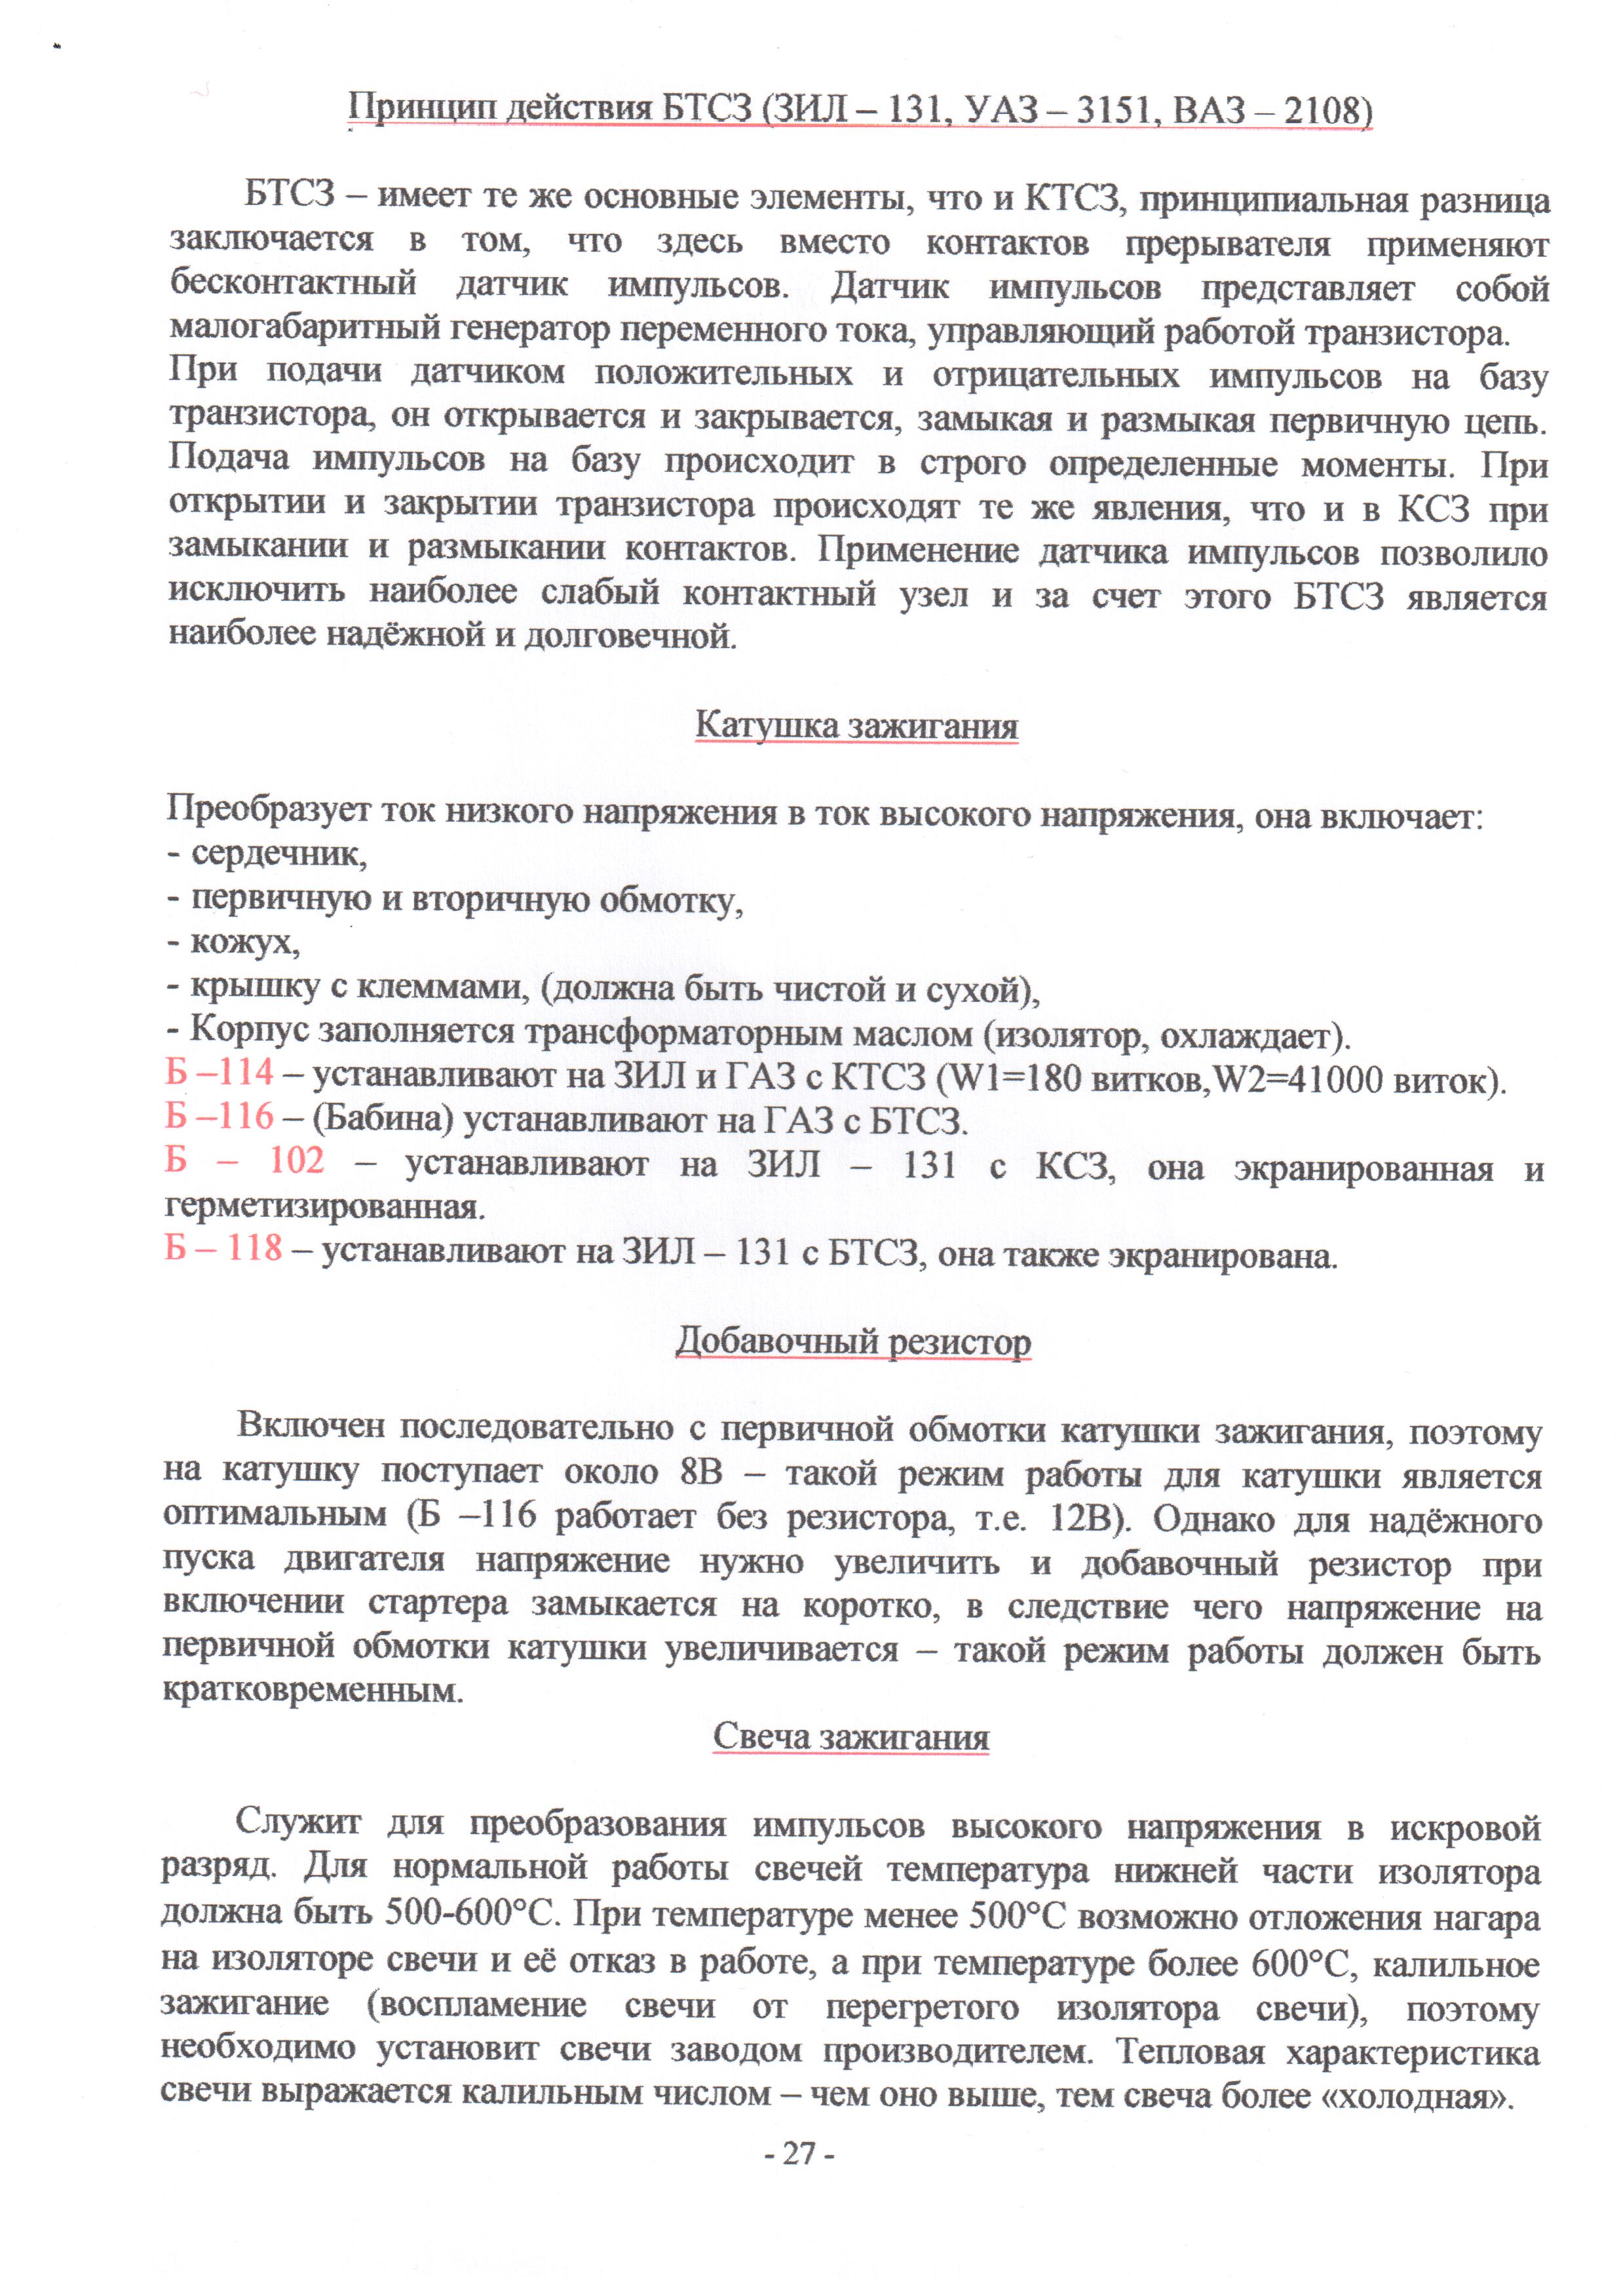 Принцип действия БТСЗ (ЗИЛ – 131, УАЗ – 3151, ВАЗ – 2108)
БТСЗ – имеет те же основные элементы, что и КТСЗ, принципиальная разница
заключается в том, что здесь вместо контактов прерывателя применяют
бесконтактный датчик импульсов. Датчик импульсов представляет собой
малогабаритный генератор переменного тока, управляющий работой транзистора.
При подачи датчиком положительных и отрицательных импульсов на базу
транзистора, он открывается и закрывается, замыкая и размыкая первичную цепь.
Подача импульсов на базу происходит в строго определенные моменты. При
открытии и закрытии транзистора происходят те же явления, что и в КСЗ при
замыкании и размыкании контактов. Применение датчика импульсов позволило
исключить наиболее слабый контактный узел и за счет этого БТСЗ является
наиболее надёжной и долговечной.
Катушка зажигания
Преобразует ток низкого напряжения в ток высокого напряжения, она включает:
- сердечник,
- первичную и вторичную обмотку,
- кожух,
- крышку с клеммами, (должна быть чистой и сухой),
- Корпус заполняется трансформаторным маслом (изолятор, охлаждает).
Б –114 – устанавливают на ЗИЛ и ГАЗ с КТСЗ (W1=180 витков,W2=41000 виток).
Б –116 – (Бабина) устанавливают на ГАЗ с БТСЗ.
Б – 102 – устанавливают на ЗИЛ – 131 с КСЗ, она экранированная и
герметизированная.
Б – 118 – устанавливают на ЗИЛ – 131 с БТСЗ, она также экранирована.
Добавочный резистор
Включен последовательно с первичной обмотки катушки зажигания, поэтому
на катушку поступает около 8В – такой режим работы для катушки является
оптимальным (Б –116 работает без резистора, т.е. 12В). Однако для надёжного
пуска двигателя напряжение нужно увеличить и добавочный резистор при
включении стартера замыкается на коротко, в следствие чего напряжение на
первичной обмотки катушки увеличивается – такой режим работы должен быть
кратковременным.
Свеча зажигания
Служит для преобразования импульсов высокого напряжения в искровой
разряд. Для нормальной работы свечей температура нижней части изолятора
должна быть 500-600°С. При температуре менее 500°С возможно отложения нагара
на изоляторе свечи и её отказ в работе, а при температуре более 600°С, калильное
зажигание (воспламение свечи от перегретого изолятора свечи), поэтому
необходимо установит свечи заводом производителем. Тепловая характеристика
свечи выражается калильным числом – чем оно выше, тем свеча более «холодная».
- 27 -